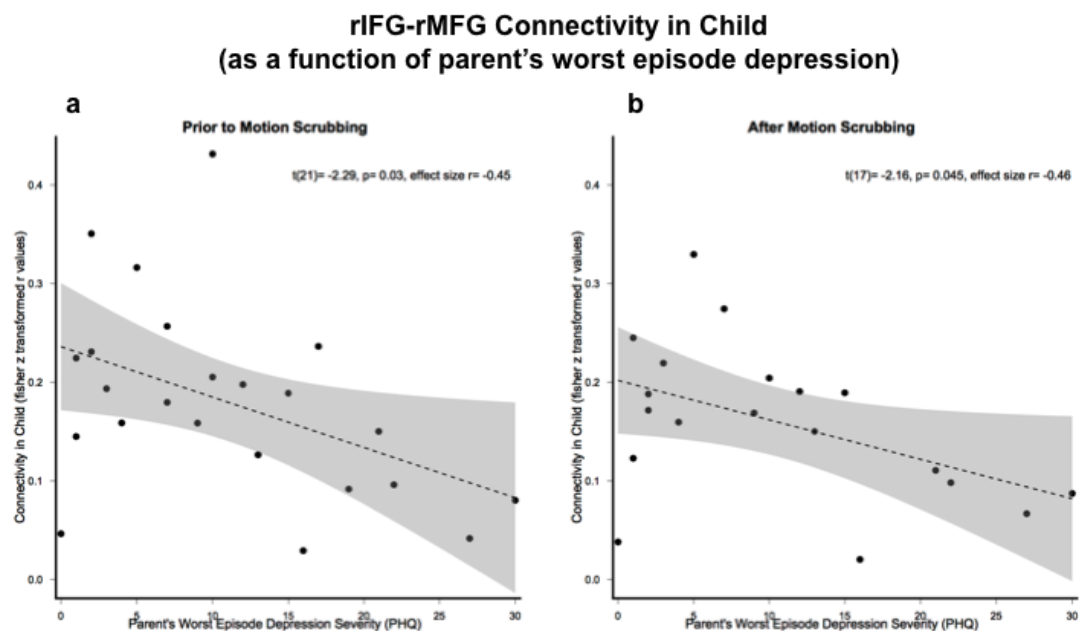 rIFG-rMFG Connectivity in Child
(as a function of parent's worst episode depression)
a
Prior to Motion Scrubbing
t(21)= -2.29, p= 0.03, effect size r= -0.45
Connectivity in Child (fisher z transformed r values)
0.4
0.3
0.2
0.1
0.0
0 5 10 15 20 25 30
Parent's Worst Episode Depression Severity (PHQ)
b
After Motion Scrubbing
t(17)= -2.16, p= 0.045, effect size r= -0.46
Connectivity in Child (fisher z transformed r values)
0.4
0.3
0.2
0.1
0.0
0 5 10 15 20 25 30
Parent's Worst Episode Depression Severity (PHQ)